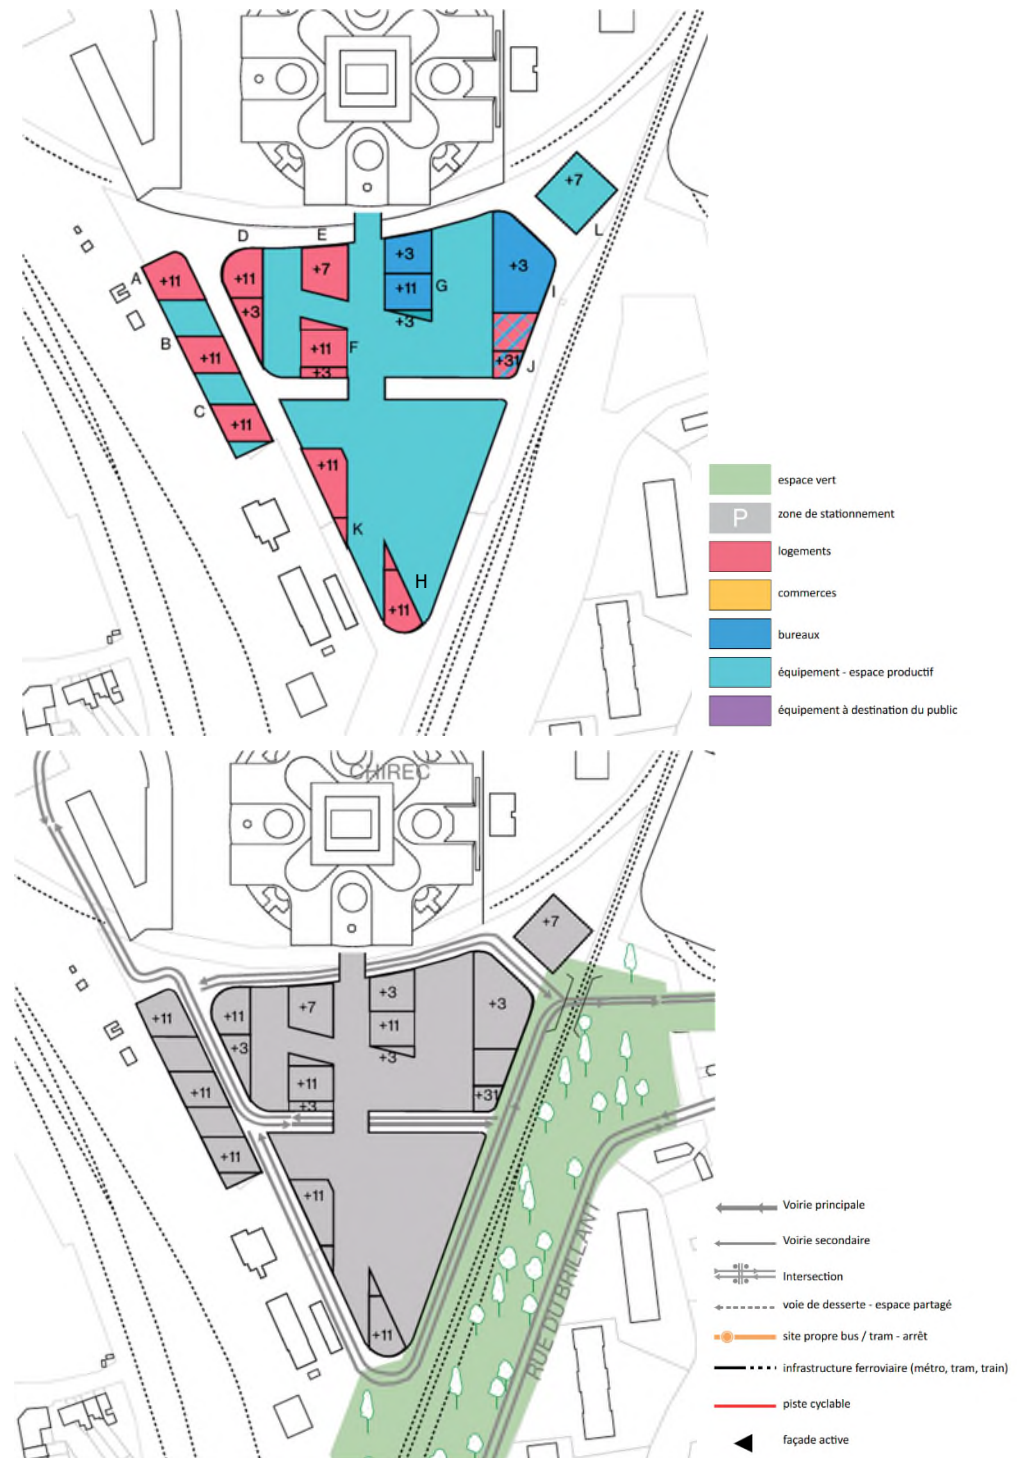 +7
L
D
E
A
+11
+11
+7
+3
+3
I
+11
G
+3
+3
B
+11
+11
F
+31
J
+3
C
+11
+11
K
H
+11
espace vert
P
zone de stationnement
logements
commerces
bureaux
équipement - espace productif
équipement à destination du public
CHIREC
+7
+3
+3
+11
+11
+7
+11
+3
+3
+11
+11
+31
+3
+11
+11
+11
RUE DU BRILLANT
Voirie principale
Voirie secondaire
Intersection
voie de desserte - espace partagé
site propre bus / tram - arrêt
infrastructure ferroviaire (métro, tram, train)
piste cyclable
façade active